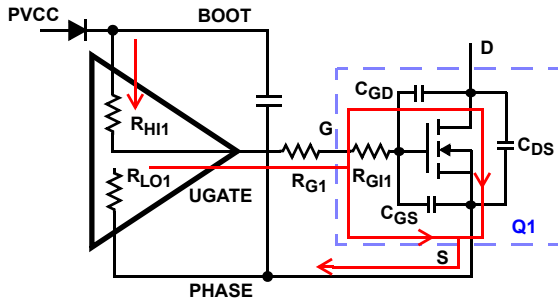 PVCC
BOOT
D
C_GD
R_HI1
G
C_DS
R_LO1
R_G1
R_GI1
UGATE
C_GS
Q1
S
PHASE